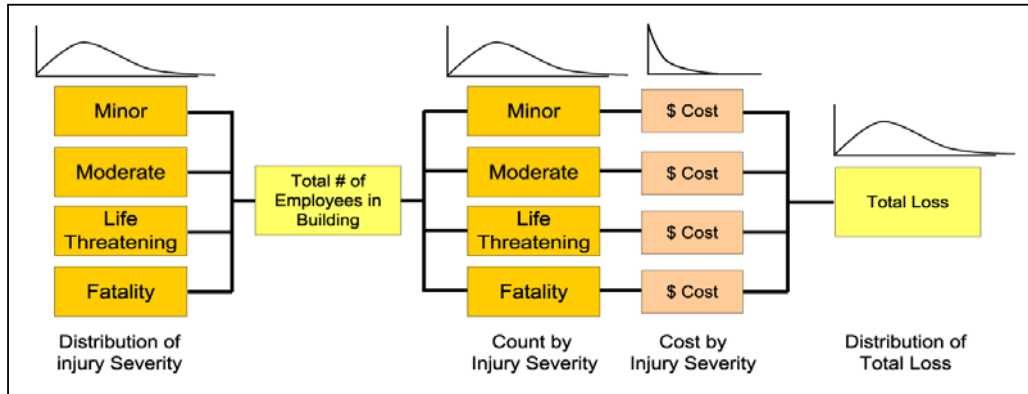 Minor
Moderate
Life
Threatening
Fatality
Distribution of
injury Severity
Total # of
Employees in
Building
Minor
Moderate
Life
Threatening
Fatality
Count by
Injury Severity
$ Cost
$ Cost
$ Cost
$ Cost
Cost by
Injury Severity
Total Loss
Distribution of
Total Loss